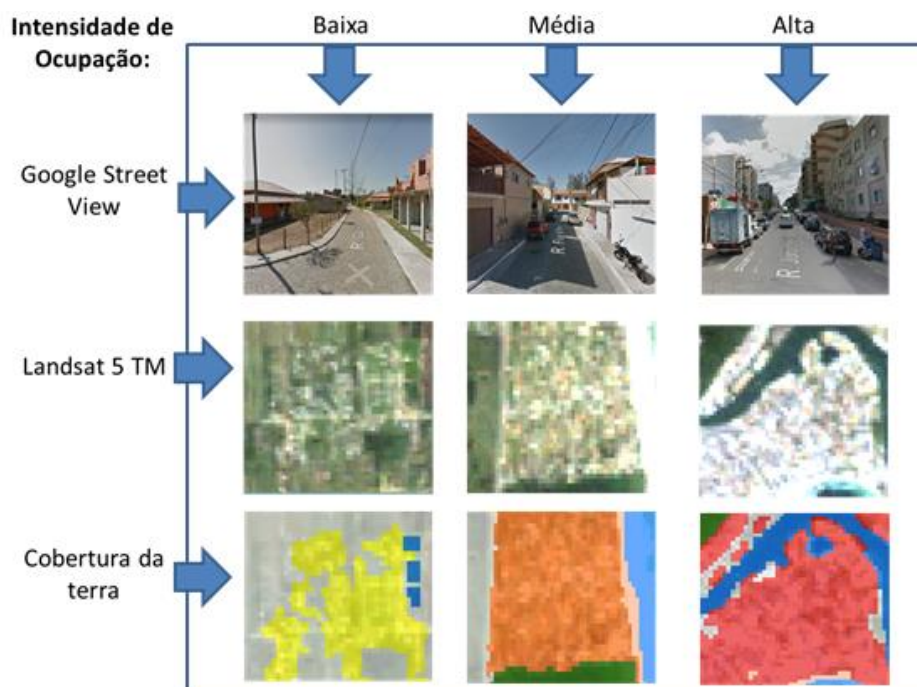 Intensidade de
Ocupação:
Baixa
Média
Alta
Google Street
View
Landsat 5 TM
Cobertura da
terra